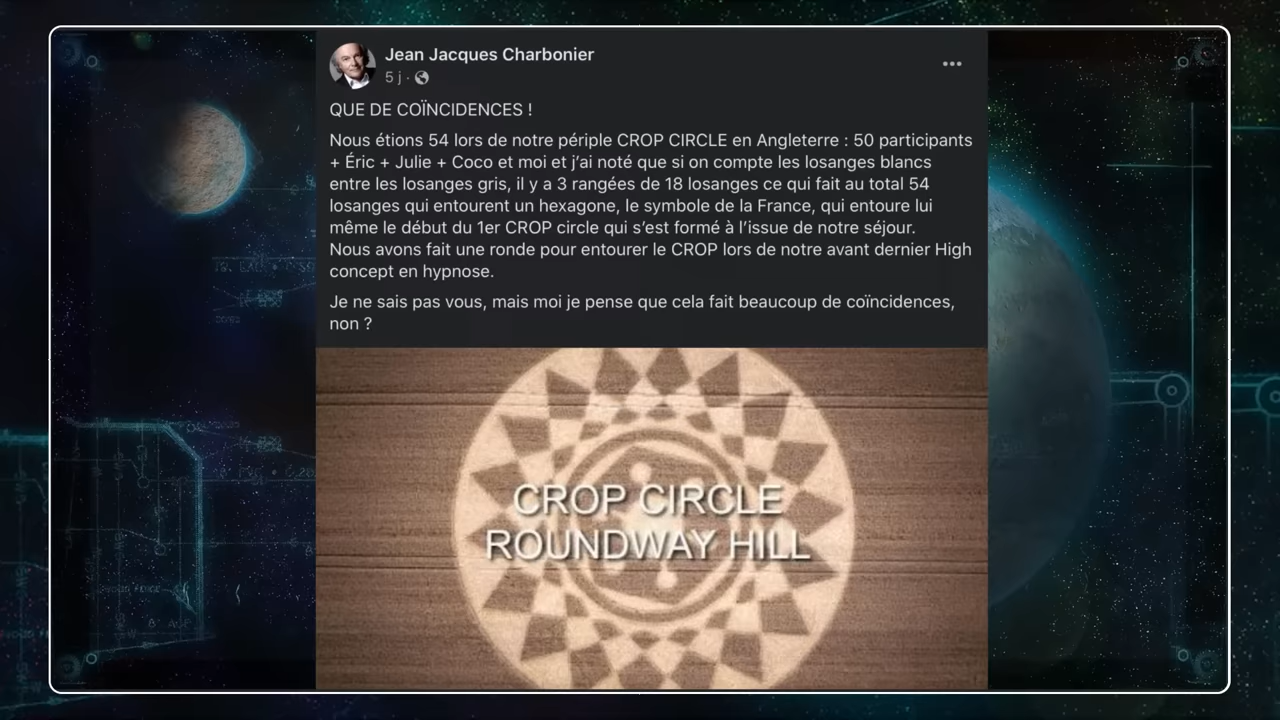 Jean Jacques Charbonier
5 j ·
QUE DE COÏNCIDENCES !
Nous étions 54 lors de notre périple CROP CIRCLE en Angleterre : 50 participants
+ Éric + Julie + Coco et moi et j'ai noté que si on compte les losanges blancs
entre les losanges gris, il y a 3 rangées de 18 losanges ce qui fait au total 54
losanges qui entourent un hexagone, le symbole de la France, qui entoure lui
même le début du 1er CROP circle qui s'est formé à l'issue de notre séjour.
Nous avons fait une ronde pour entourer le CROP lors de notre avant dernier High
concept en hypnose.
Je ne sais pas vous, mais moi je pense que cela fait beaucoup de coïncidences,
non ?
CROP CIRCLE
ROUNDWAY HILL